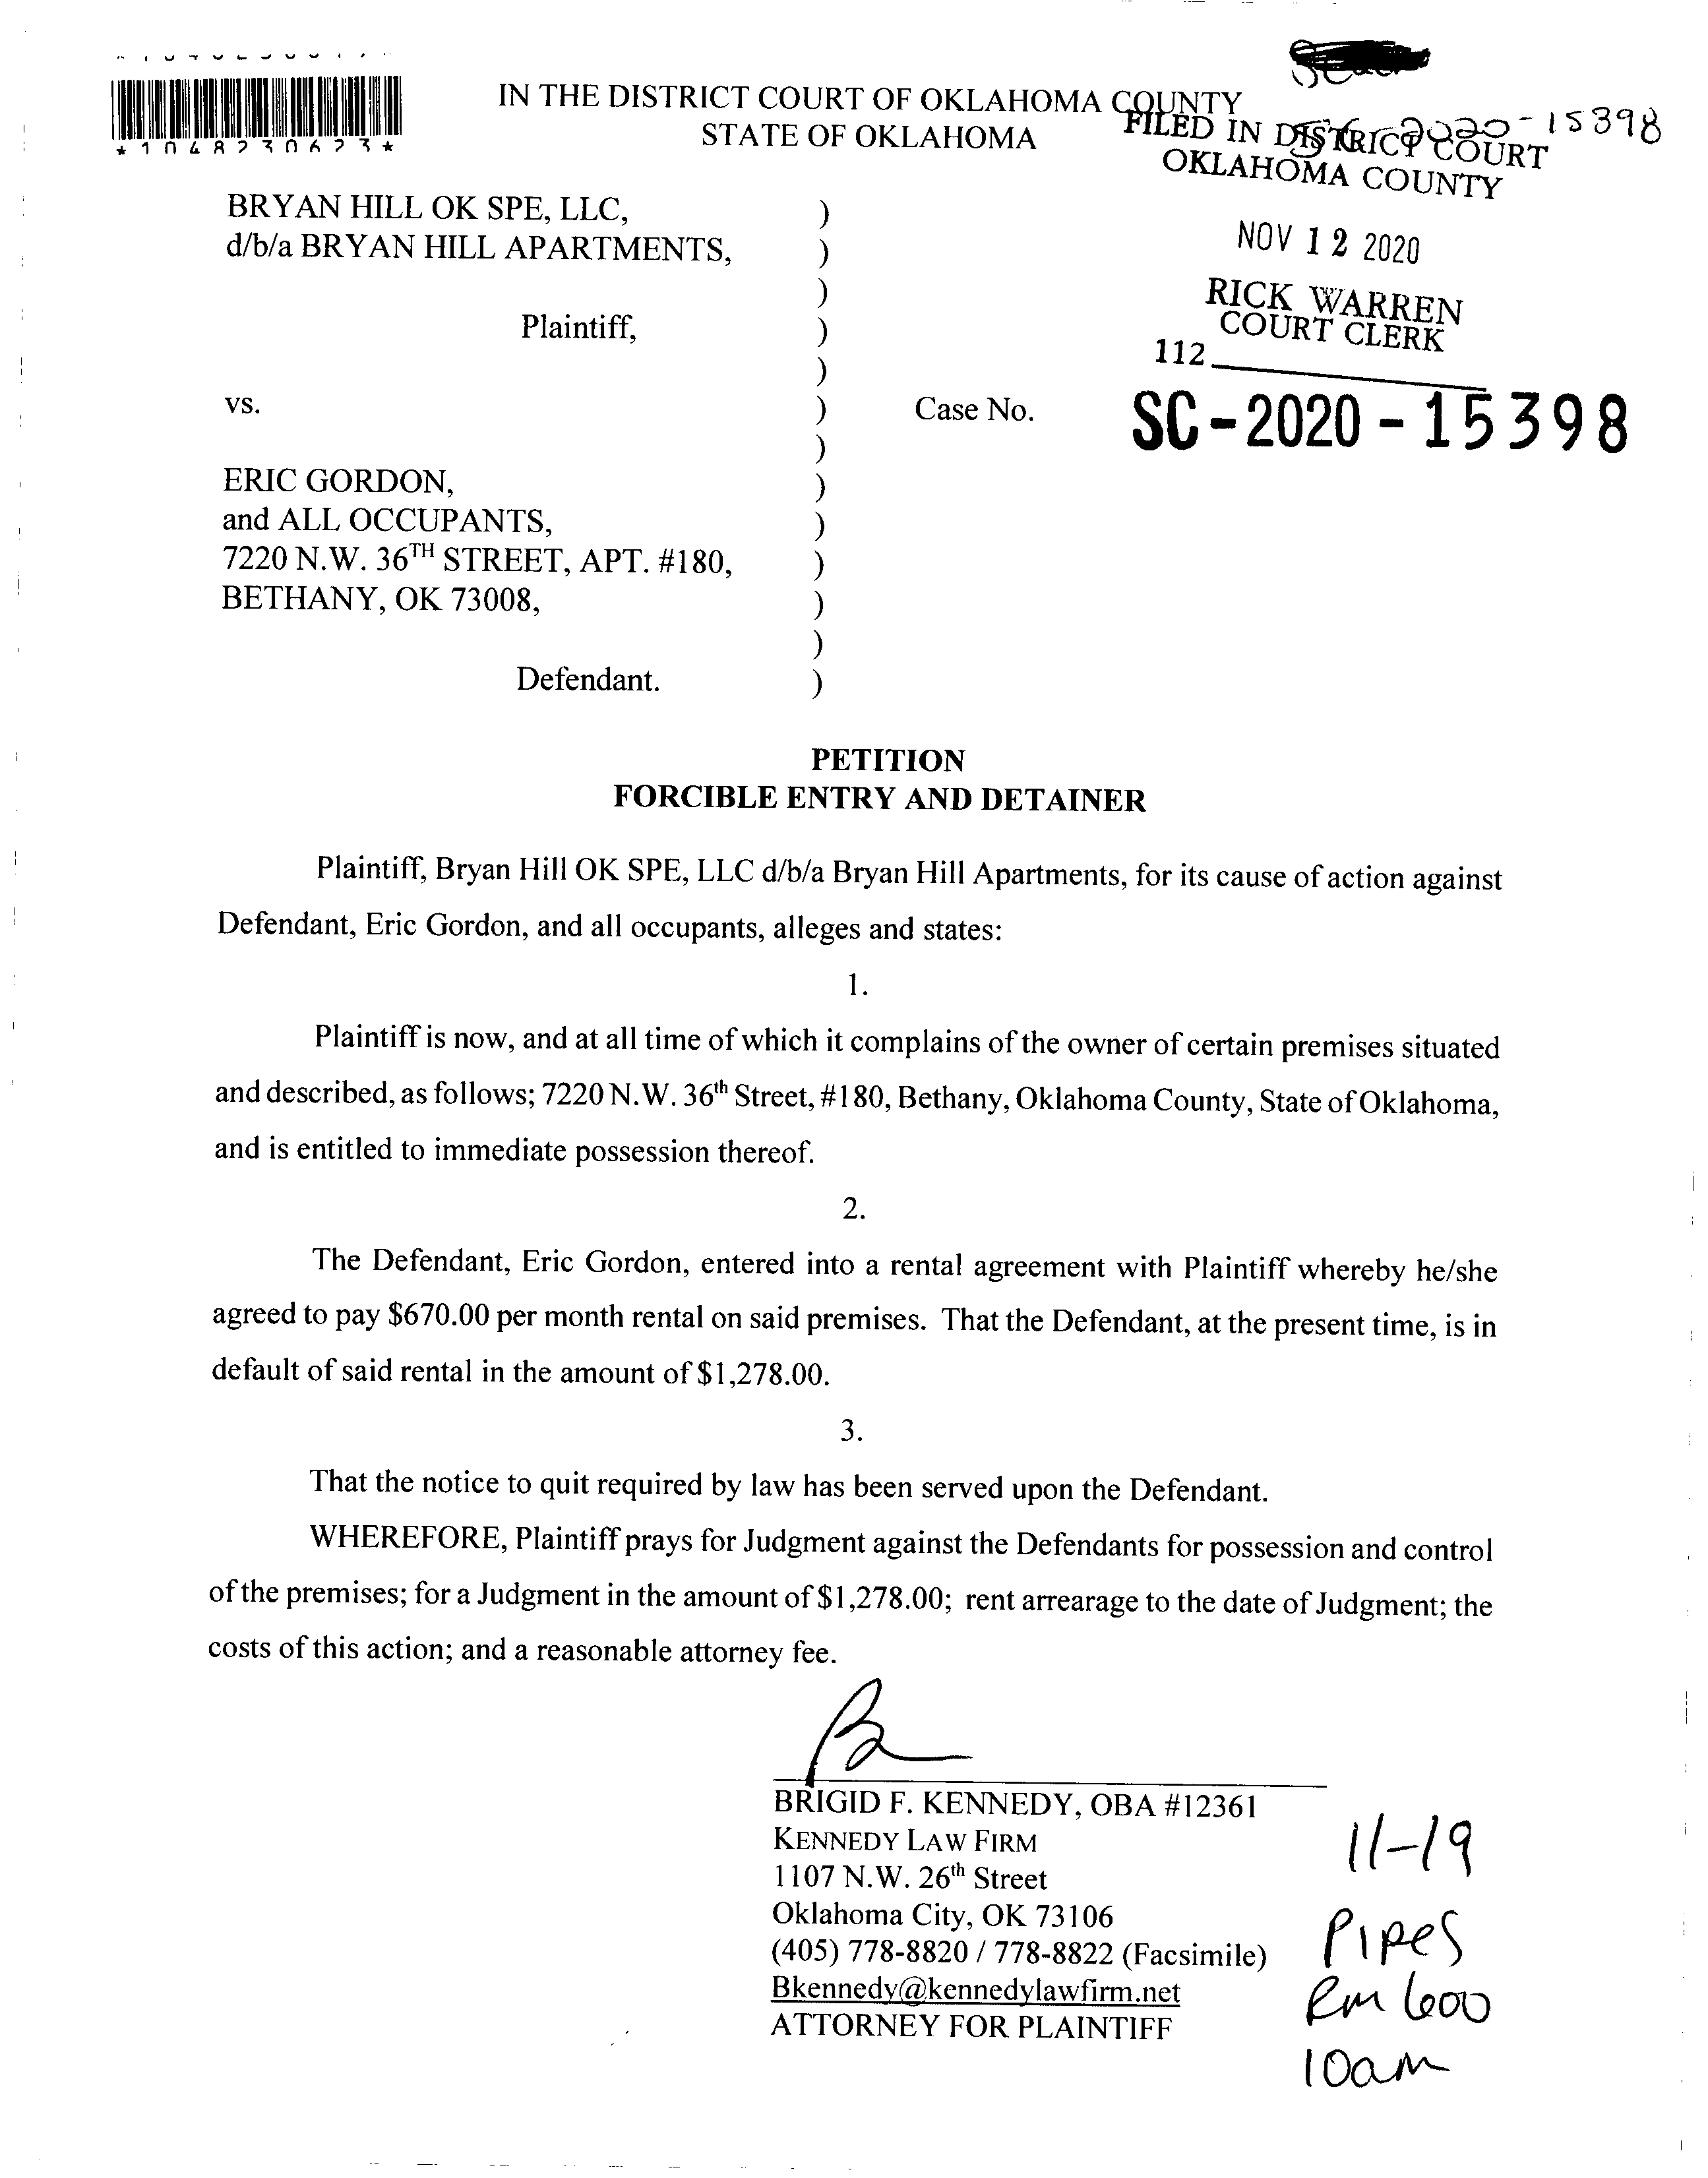 IN THE DISTRICT COURT OF OKLAHOMA COUNTY
STATE OF OKLAHOMA
*1048230623*
SC-2020-15398
FILED IN DISTRICT COURT
OKLAHOMA COUNTY
NOV 12 2020
RICK WARREN
COURT CLERK
112
BRYAN HILL OK SPE, LLC, )
d/b/a BRYAN HILL APARTMENTS, )
)
Plaintiff, )
)
vs. ) Case No. SC-2020-15398
)
ERIC GORDON, )
and ALL OCCUPANTS, )
7220 N.W. 36TH STREET, APT. #180, )
BETHANY, OK 73008, )
)
Defendant. )
PETITION
FORCIBLE ENTRY AND DETAINER
Plaintiff, Bryan Hill OK SPE, LLC d/b/a Bryan Hill Apartments, for its cause of action against
Defendant, Eric Gordon, and all occupants, alleges and states:
1.
Plaintiff is now, and at all time of which it complains of the owner of certain premises situated
and described, as follows; 7220 N.W. 36th Street, #180, Bethany, Oklahoma County, State of Oklahoma,
and is entitled to immediate possession thereof.
2.
The Defendant, Eric Gordon, entered into a rental agreement with Plaintiff whereby he/she
agreed to pay $670.00 per month rental on said premises. That the Defendant, at the present time, is in
default of said rental in the amount of $1,278.00.
3.
That the notice to quit required by law has been served upon the Defendant.
WHEREFORE, Plaintiff prays for Judgment against the Defendants for possession and control
of the premises; for a Judgment in the amount of $1,278.00; rent arrearage to the date of Judgment; the
costs of this action; and a reasonable attorney fee.
BRIGID F. KENNEDY, OBA #12361
KENNEDY LAW FIRM
1107 N.W. 26th Street
Oklahoma City, OK 73106
(405) 778-8820 / 778-8822 (Facsimile)
Bkennedy@kennedylawfirm.net
ATTORNEY FOR PLAINTIFF
11-19
Pipes
Rm 600
10am